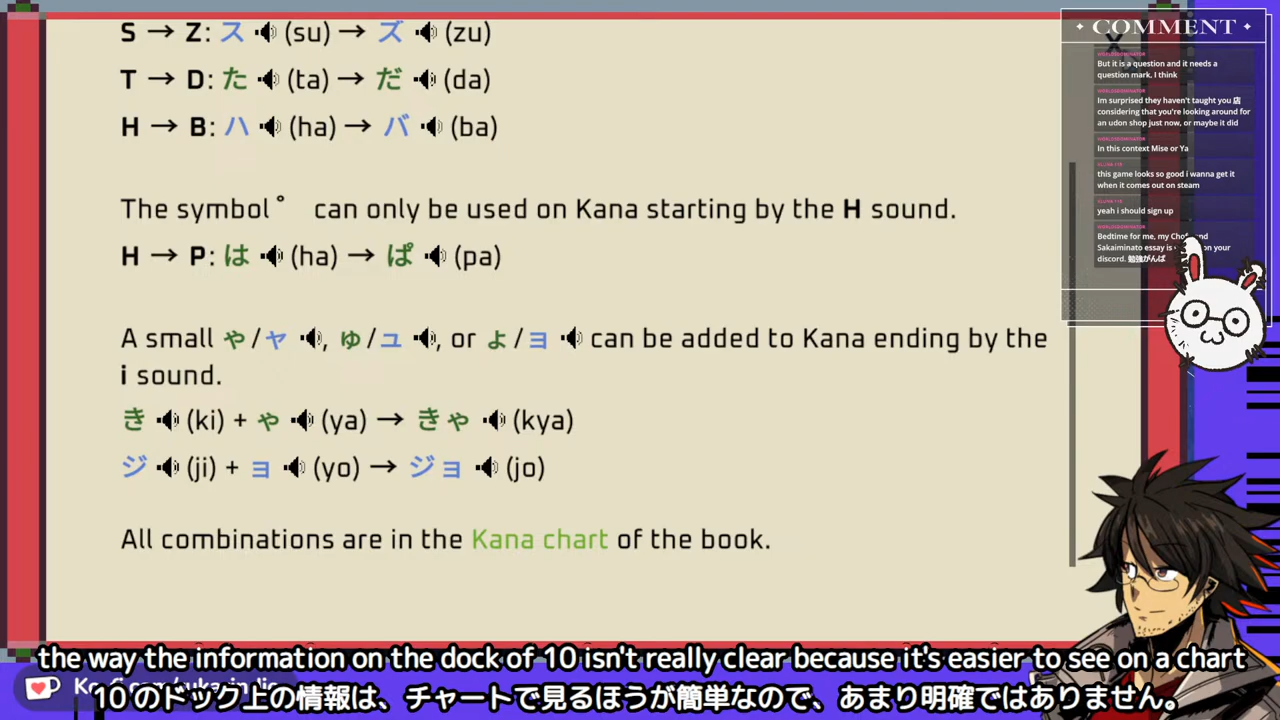 S → Z: ス (su) → ズ (zu)
T → D: た (ta) → だ (da)
H → B: ハ (ha) → バ (ba)
The symbol ﾟ can only be used on Kana starting by the H sound.
H → P: は (ha) → ぱ (pa)
A small ゃ/ャ, ゅ/ュ, or ょ/ョ can be added to Kana ending by the
i sound.
き (ki) + ゃ (ya) → きゃ (kya)
ジ (ji) + ョ (yo) → ジョ (jo)
All combinations are in the Kana chart of the book.
COMMENT
X
But it is a question and it needs a
question mark, I think
Im surprised they haven't taught you 店
considering that you're looking around for
an udon shop just now, or maybe it did
In this context Mise or Ya
this game looks so good i wanna get it
when it comes out on steam
yeah i should sign up
Bedtime for me, my and
Sakaiminato essay is on your
discord. 勉強がんば
the way the information on the dock of 10 isn't really clear because it's easier to see on a chart
10 のドック上の情報は、チャートで見るほうが簡単なので、あまり明確ではありません。